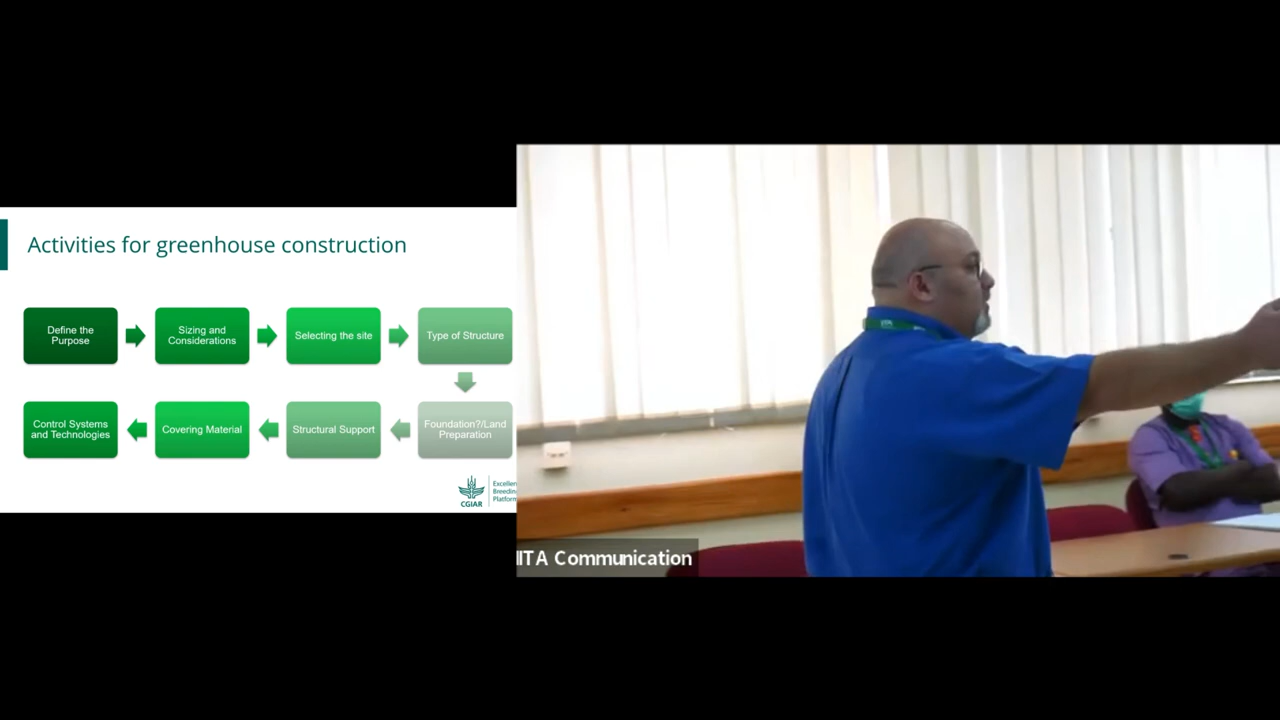 Activities for greenhouse construction
Define the
Purpose
Sizing and
Considerations
Selecting the site
Type of Structure
Control Systems
and Technologies
Covering Material
Structural Support
Foundation?/Land
Preparation
CGIAR
Platform
Communication